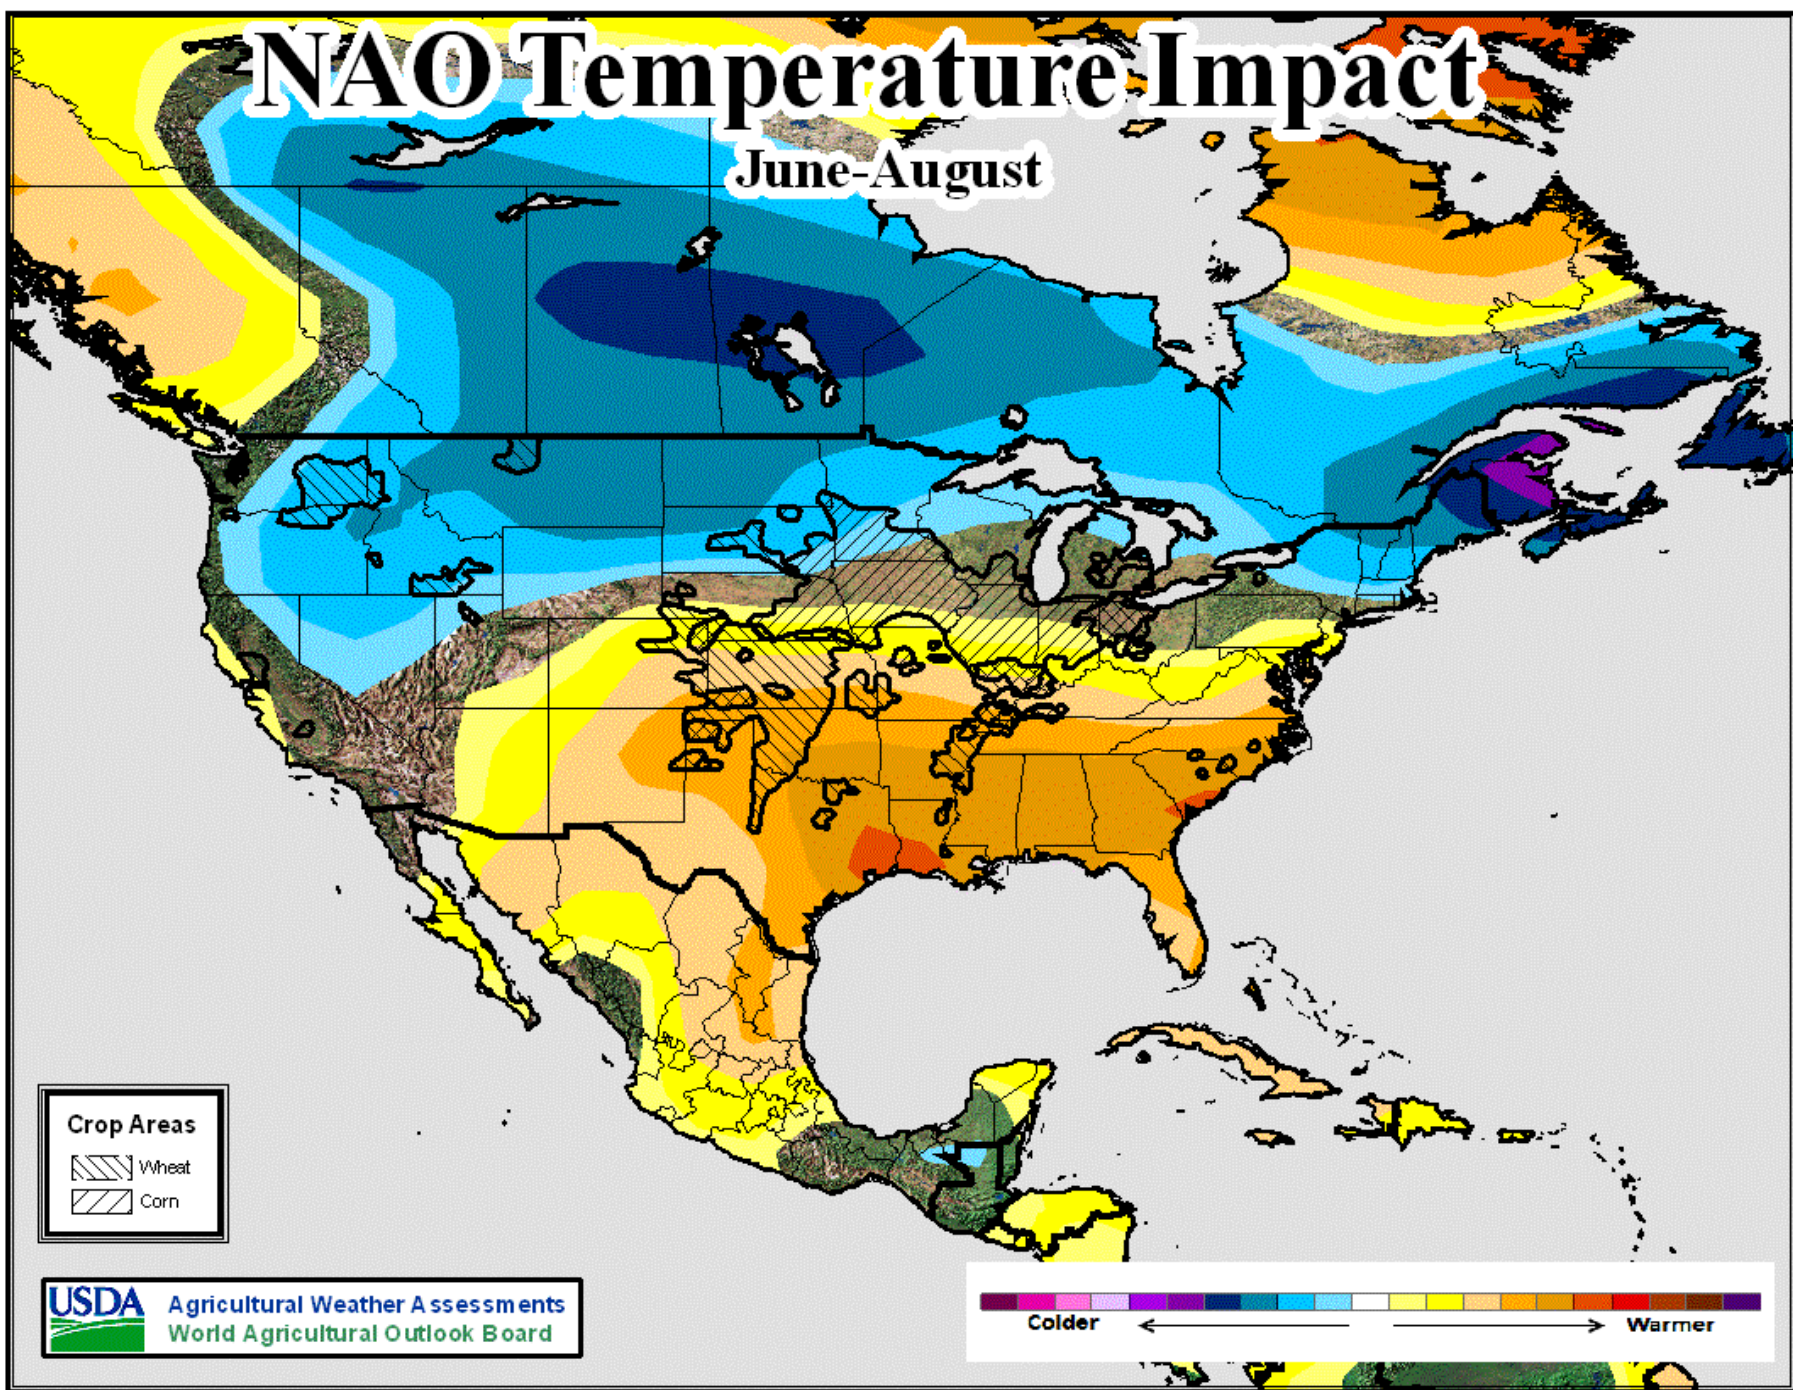 NAO Temperature Impact
June-August
Crop Areas
Wheat
Corn
USDA
Agricultural Weather Assessments
World Agricultural Outlook Board
Colder
Warmer